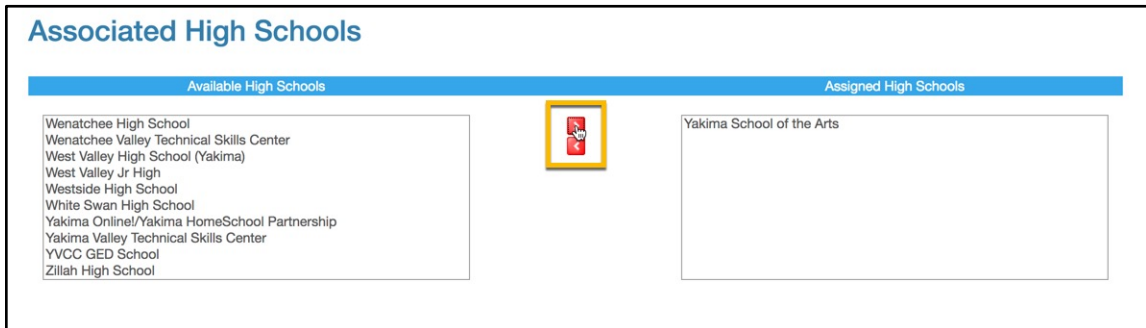 Associated High Schools
Available High Schools
Assigned High Schools
Wenatchee High School
Wenatchee Valley Technical Skills Center
West Valley High School (Yakima)
West Valley Jr High
Westside High School
White Swan High School
Yakima Online!/Yakima HomeSchool Partnership
Yakima Valley Technical Skills Center
YVCC GED School
Zillah High School
Yakima School of the Arts